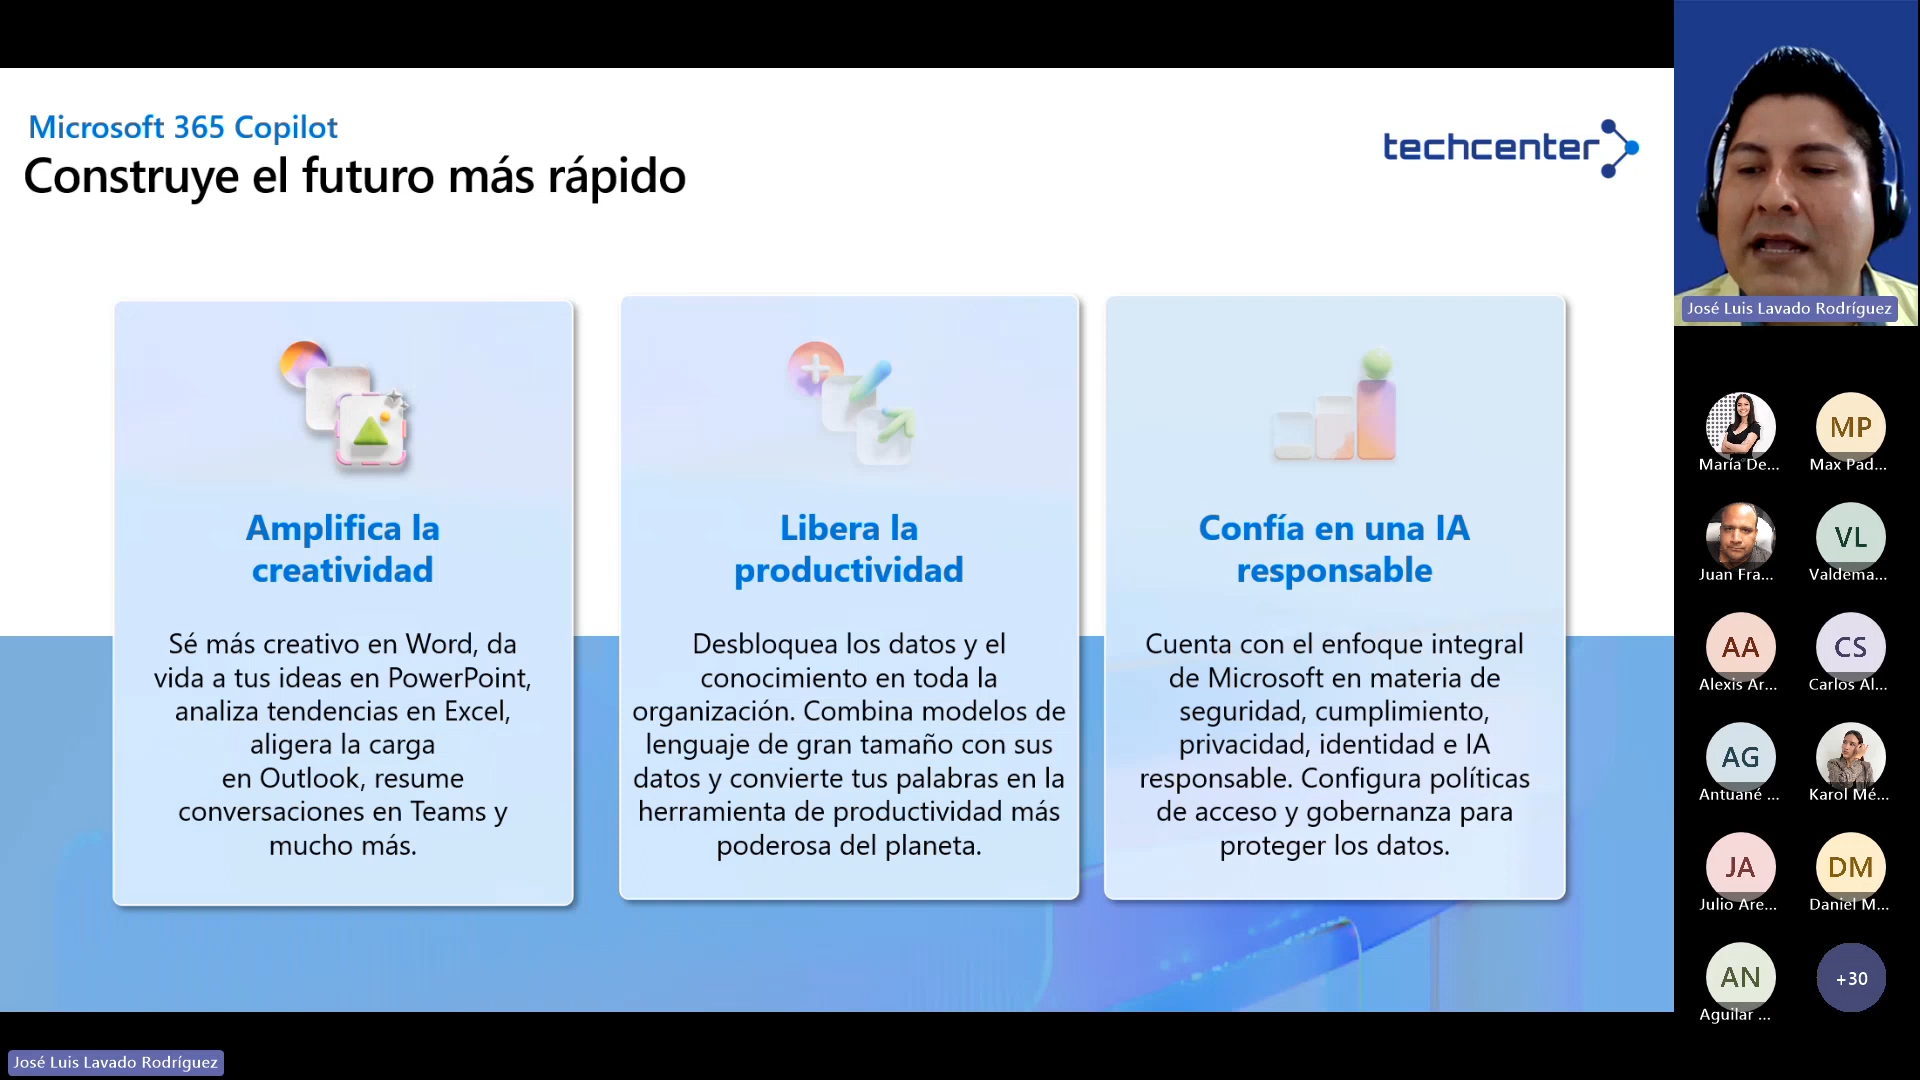 Microsoft 365 Copilot
Construye el futuro más rápido
techcenter
Amplifica la
creatividad
Sé más creativo en Word, da
vida a tus ideas en PowerPoint,
analiza tendencias en Excel,
aligera la carga
en Outlook, resume
conversaciones en Teams y
mucho más.
Libera la
productividad
Desbloquea los datos y el
conocimiento en toda la
organización. Combina modelos de
lenguaje de gran tamaño con sus
datos y convierte tus palabras en la
herramienta de productividad más
poderosa del planeta.
Confía en una IA
responsable
Cuenta con el enfoque integral
de Microsoft en materia de
seguridad, cumplimiento,
privacidad, identidad e IA
responsable. Configura políticas
de acceso y gobernanza para
proteger los datos.
José Luis Lavado Rodríguez
María De...
MP
Max Pad...
Juan Fra...
VL
Valdema...
AA
Alexis Ar...
CS
Carlos Al...
AG
Antuané ...
Karol Mé...
JA
Julio Are...
DM
Daniel M...
AN
Aguilar ...
+30
José Luis Lavado Rodríguez